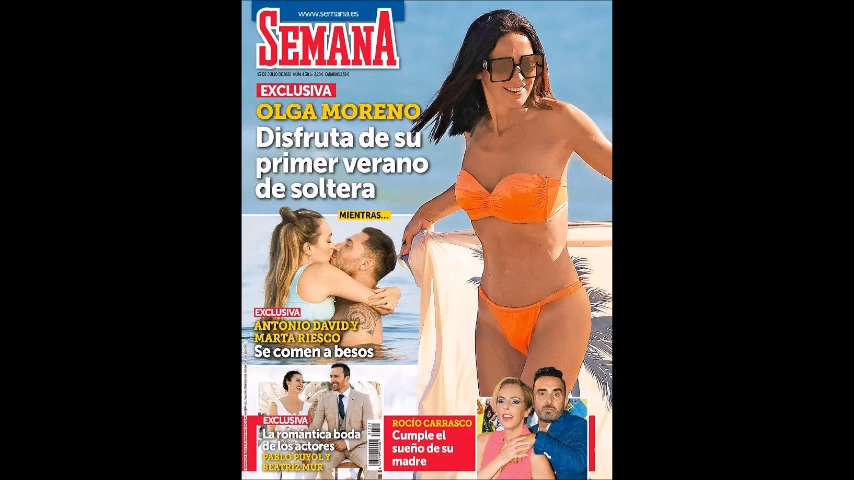 www.semana.es
SEMANA
EXCLUSIVA
OLGA MORENO
Disfruta de su
primer verano
de soltera
MIENTRAS...
EXCLUSIVA
ANTONIO DAVID Y
MARTA RIESCO
Se comen a besos
EXCLUSIVA
La romántica boda
de los actores
PABLO PUYOL Y
BEATRIZ MUR
ROCÍO CARRASCO
Cumple el
sueño de su
madre